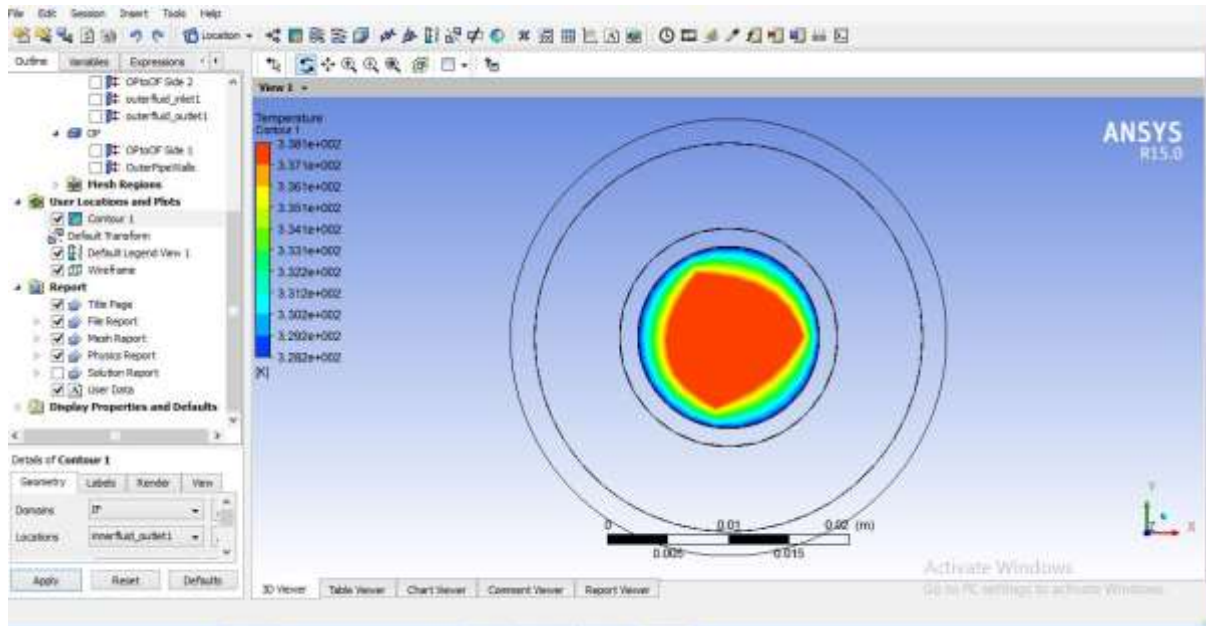 File Edit Session Insert Tools Help
Location
Outline Variables Expressions
OPtoOF Side 2
outerfluid_inlet1
outerfluid_outlet1
OP
OPtoOF Side 1
OuterPipeWalls
Mesh Regions
User Locations and Plots
Contour 1
Default Transform
Default Legend View 1
Wireframe
Report
Title Page
File Report
Mesh Report
Physics Report
Solution Report
User Data
Display Properties and Defaults
Details of Contour 1
Geometry Labels Render View
Domains IF
Locations innerfluid_outlet1
Apply Reset Defaults
View 1
Temperature
Contour 1
3.381e+002
3.371e+002
3.361e+002
3.351e+002
3.341e+002
3.331e+002
3.322e+002
3.312e+002
3.302e+002
3.292e+002
3.282e+002
[K]
ANSYS
R15.0
0 0.01 0.02 (m)
0.005 0.015
Y
X
Z
Activate Windows
Go to PC settings to activate Windows.
3D Viewer Table Viewer Chart Viewer Comment Viewer Report Viewer